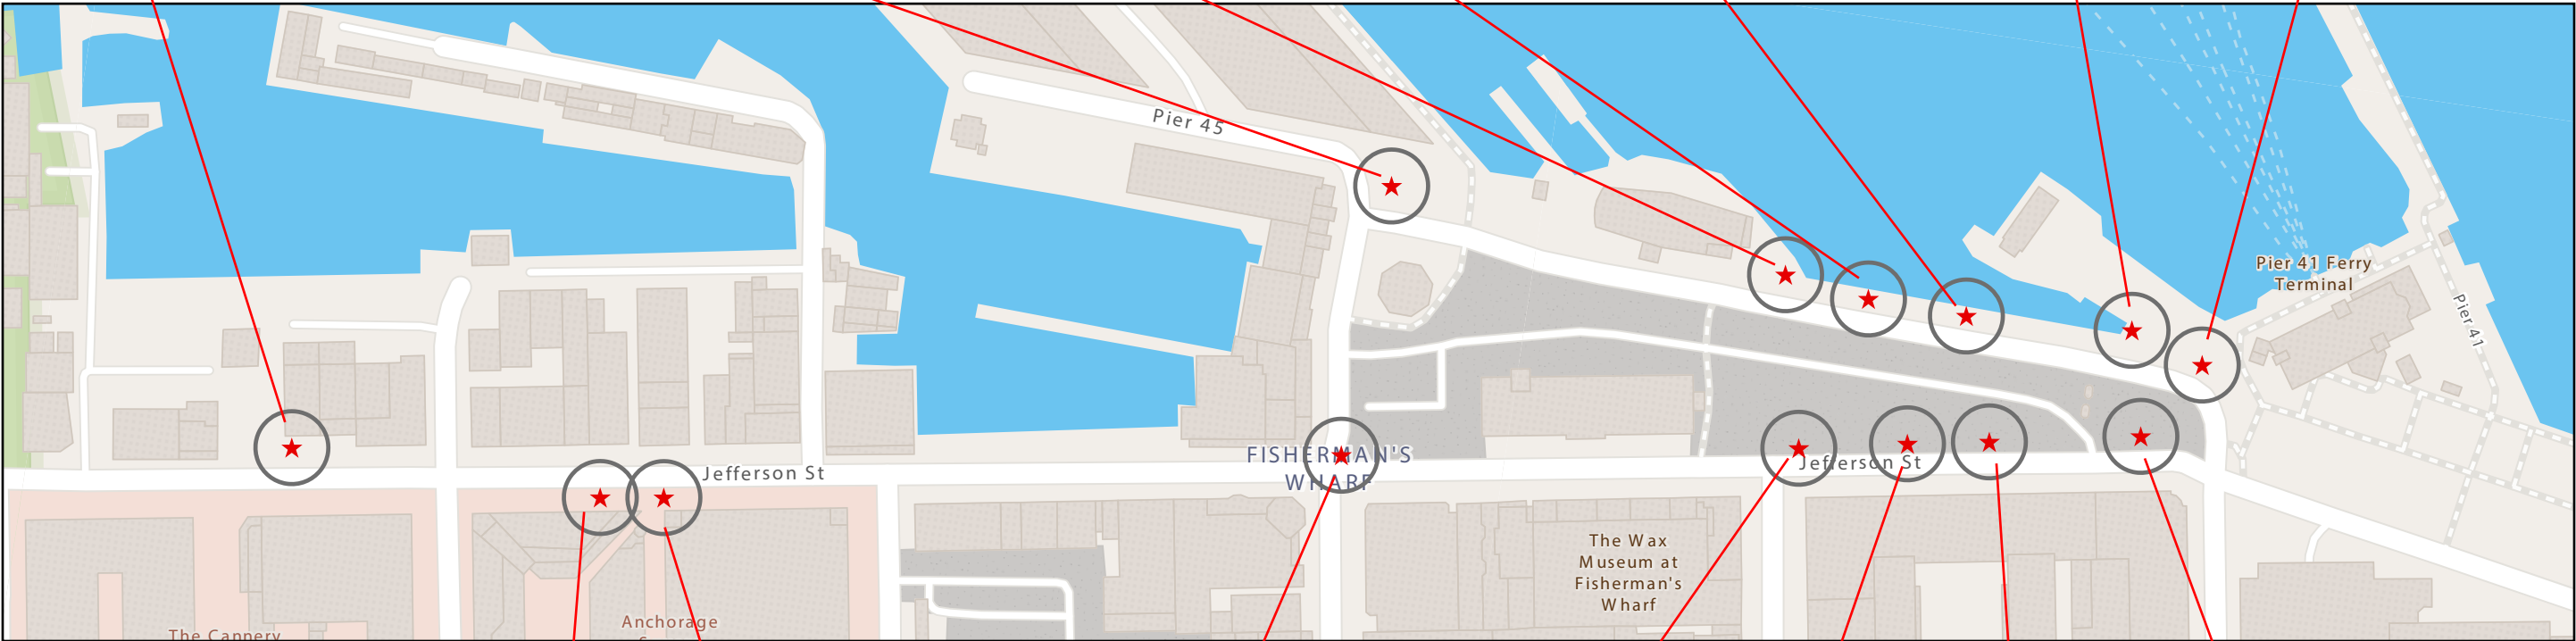 Pier 45
Pier 41 Ferry
Terminal
Pier 41
FISHERMAN'S
WHARF
Jefferson St
Jefferson St
The Wax
Museum at
Fisherman's
Wharf
Anchorage
The Cannery